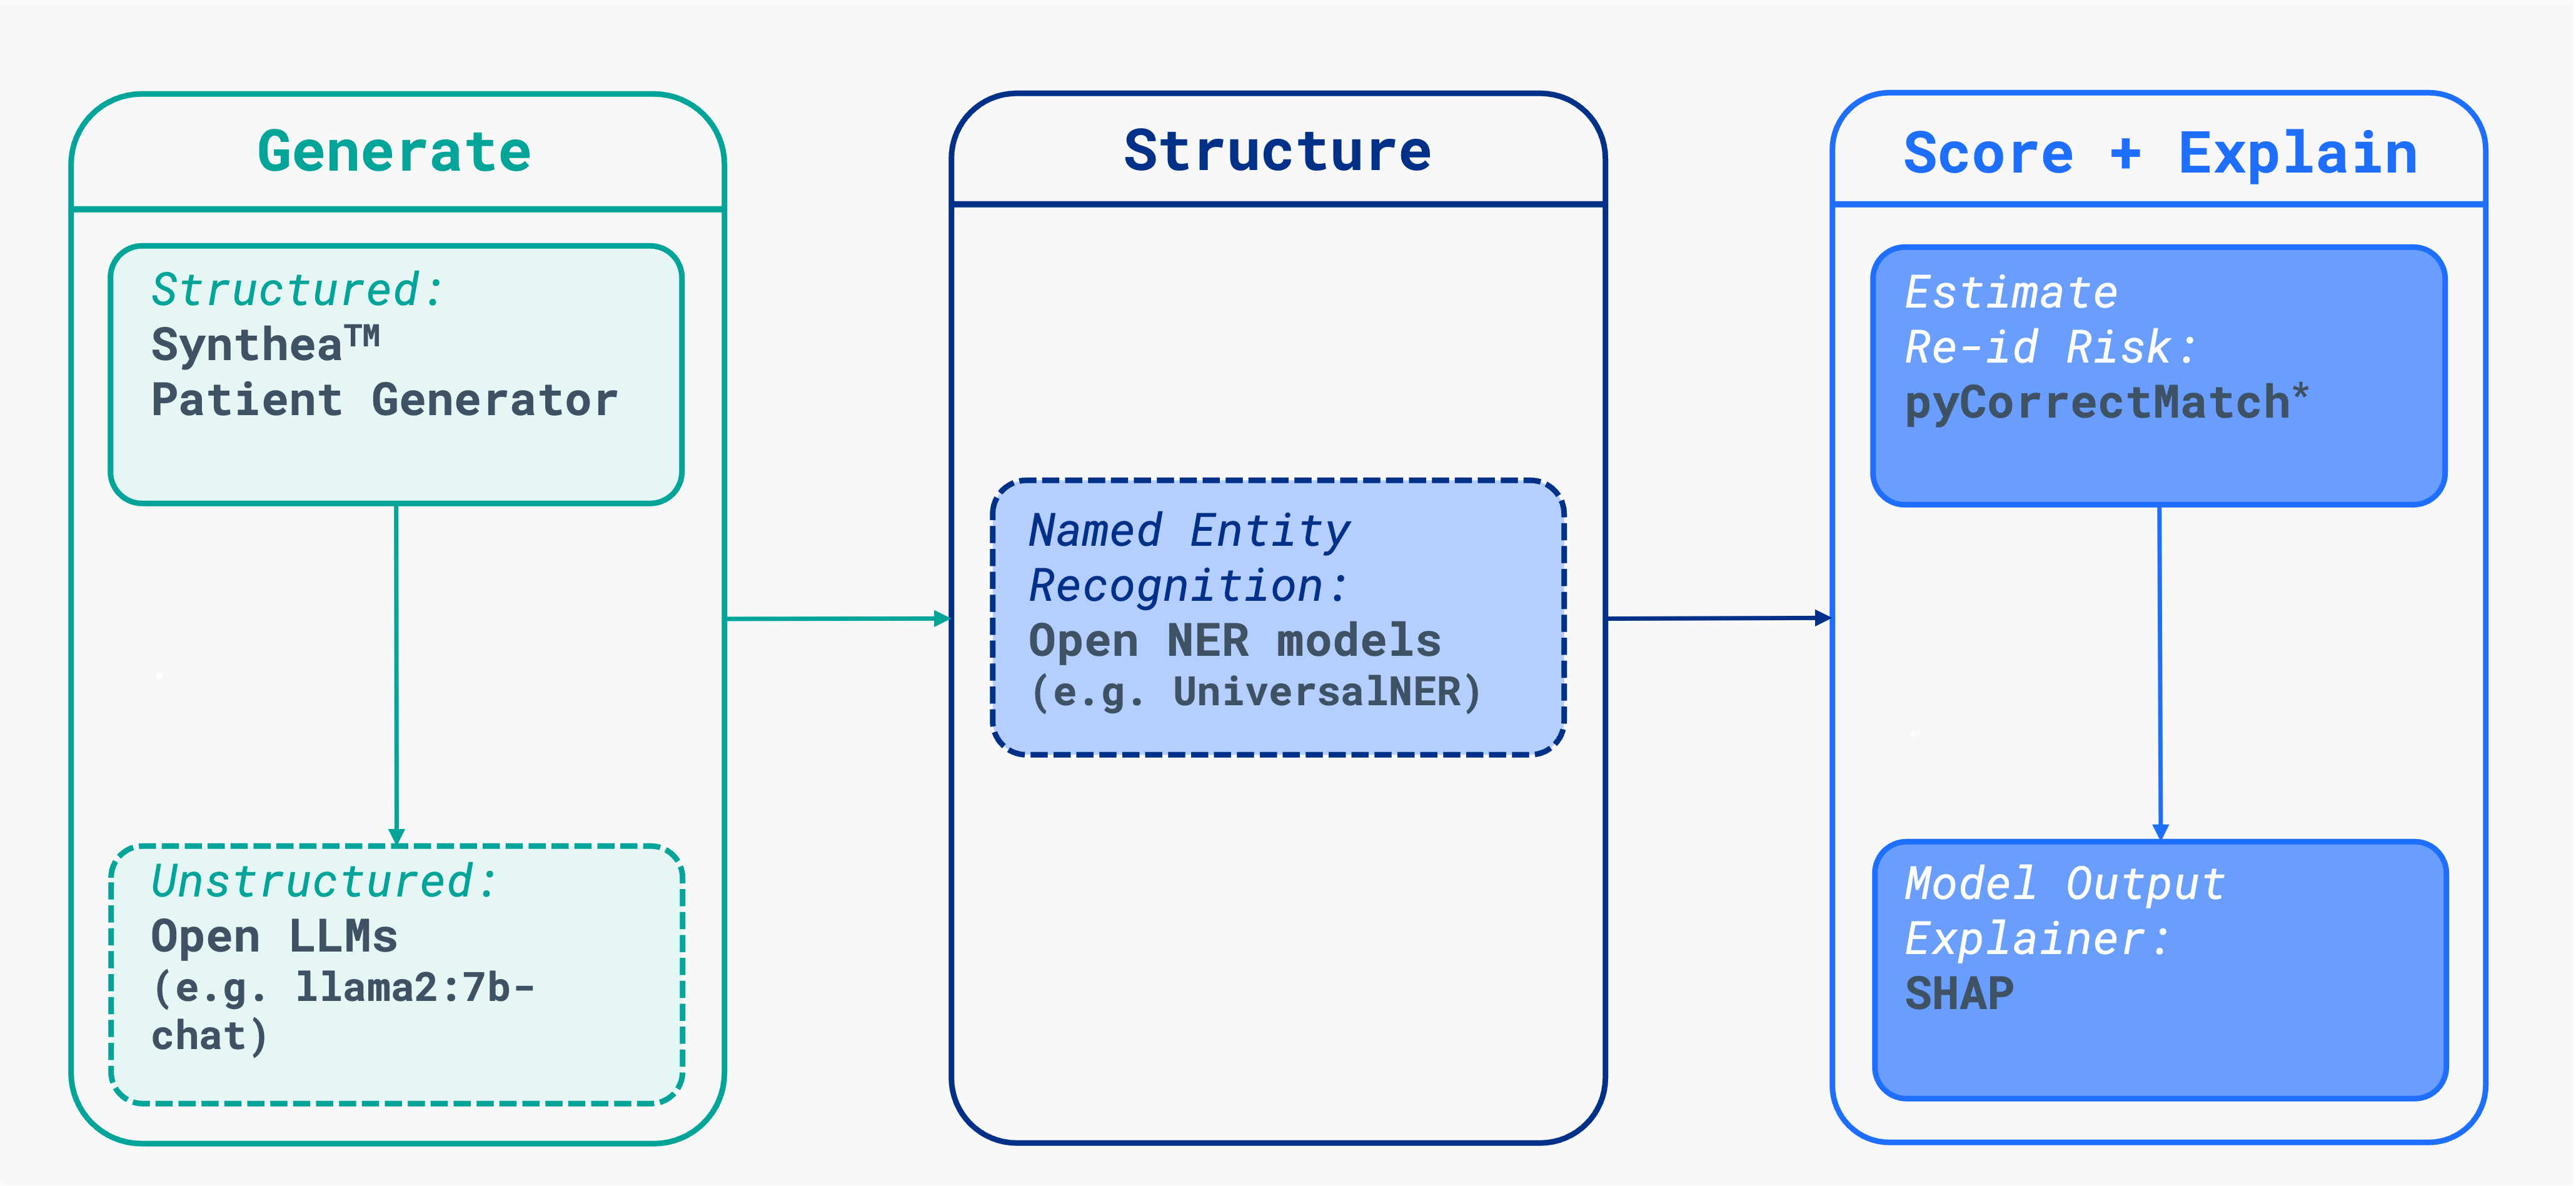 Generate
Structured:
Synthea™
Patient Generator
Unstructured:
Open LLMs
(e.g. llama2:7b-
chat)
Structure
Named Entity
Recognition:
Open NER models
(e.g. UniversalNER)
Score + Explain
Estimate
Re-id Risk:
pyCorrectMatch*
Model Output
Explainer:
SHAP